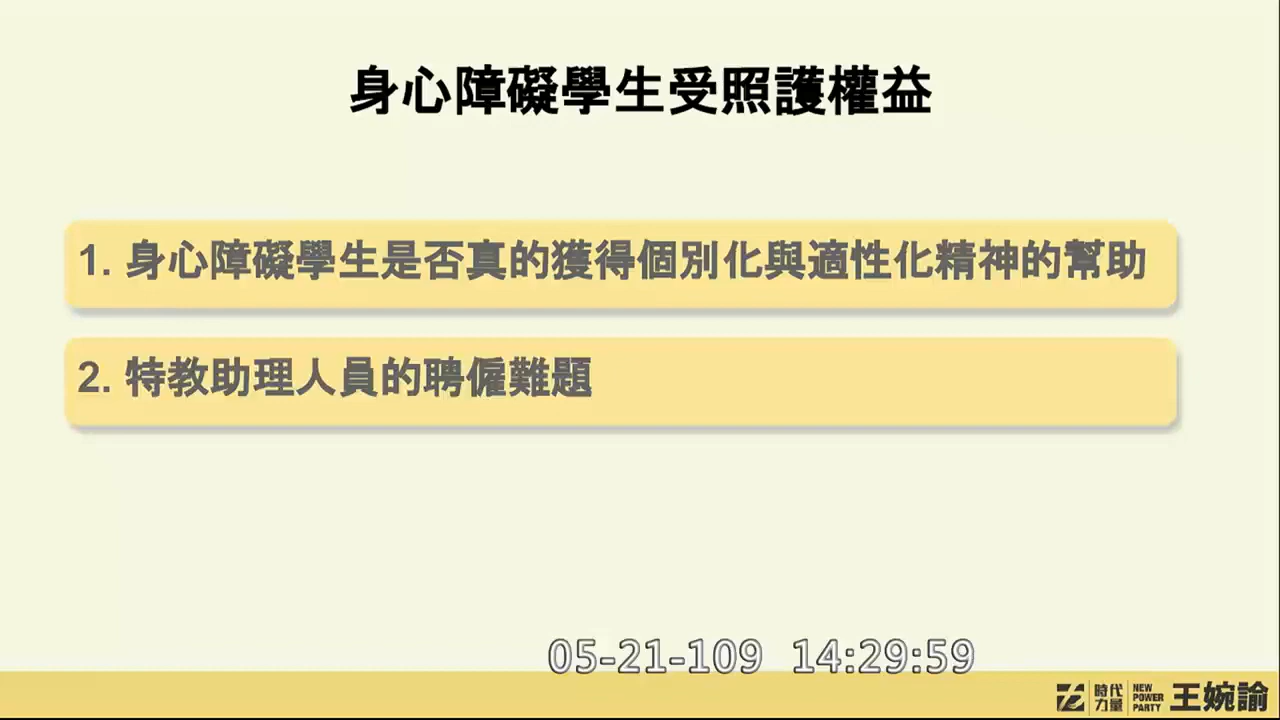 身心障礙學生受照護權益
1. 身心障礙學生是否真的獲得個別化與適性化精神的幫助
2. 特教助理人員的聘僱難題
05-21-109 14:29:59
時代
力量
NEW
POWER
PARTY
王婉諭